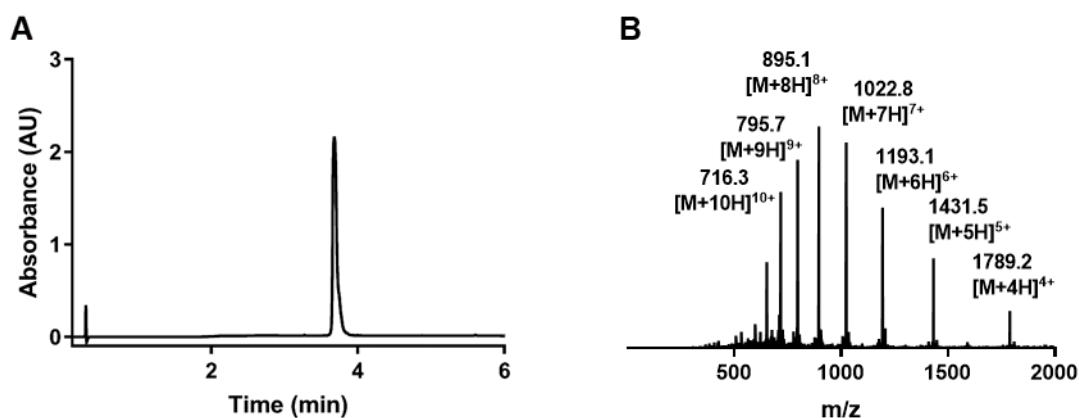 A
Absorbance (AU)
3
2
1
0
2
4
6
Time (min)
B
895.1
[M+8H]⁸⁺
1022.8
[M+7H]⁷⁺
795.7
[M+9H]⁹⁺
716.3
[M+10H]¹⁰⁺
1193.1
[M+6H]⁶⁺
1431.5
[M+5H]⁵⁺
1789.2
[M+4H]⁴⁺
500
1000
1500
2000
m/z